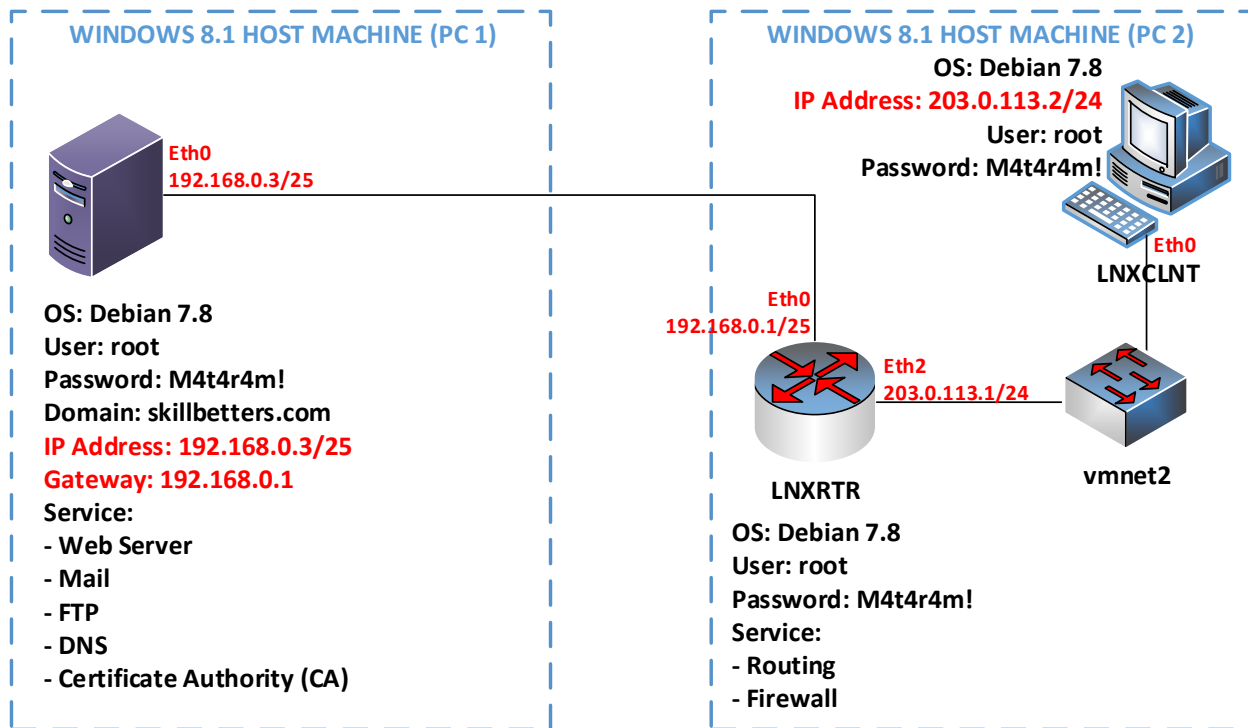 WINDOWS 8.1 HOST MACHINE (PC 1)
Eth0
192.168.0.3/25
OS: Debian 7.8
User: root
Password: M4t4r4m!
Domain: skillbetters.com
IP Address: 192.168.0.3/25
Gateway: 192.168.0.1
Service:
- Web Server
- Mail
- FTP
- DNS
- Certificate Authority (CA)
WINDOWS 8.1 HOST MACHINE (PC 2)
OS: Debian 7.8
IP Address: 203.0.113.2/24
User: root
Password: M4t4r4m!
Eth0
LNXCLNT
Eth0
192.168.0.1/25
Eth2
203.0.113.1/24
LNXRTR
vmnet2
OS: Debian 7.8
User: root
Password: M4t4r4m!
Service:
- Routing
- Firewall